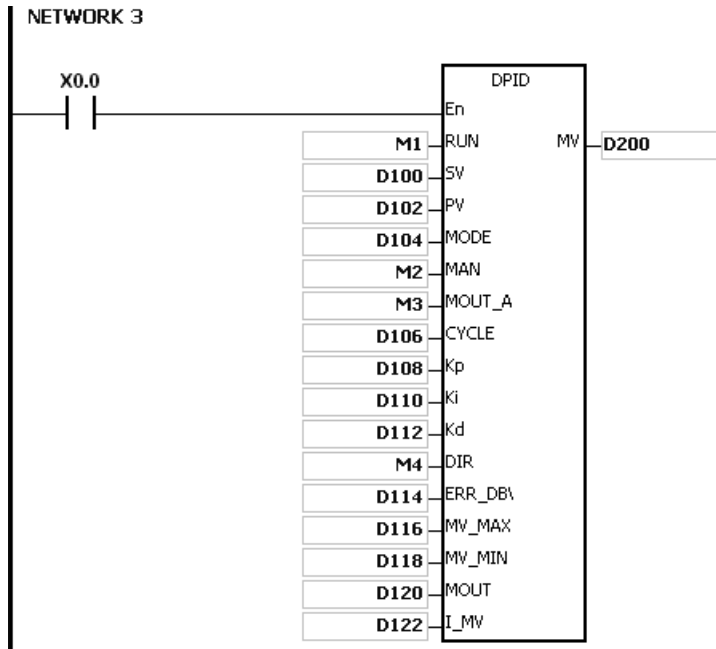 NETWORK 3
X0.0
DPID
En
M1 RUN MV D200
D100 SV
D102 PV
D104 MODE
M2 MAN
M3 MOUT_A
D106 CYCLE
D108 Kp
D110 Ki
D112 Kd
M4 DIR
D114 ERR_DB\
D116 MV_MAX
D118 MV_MIN
D120 MOUT
D122 I_MV